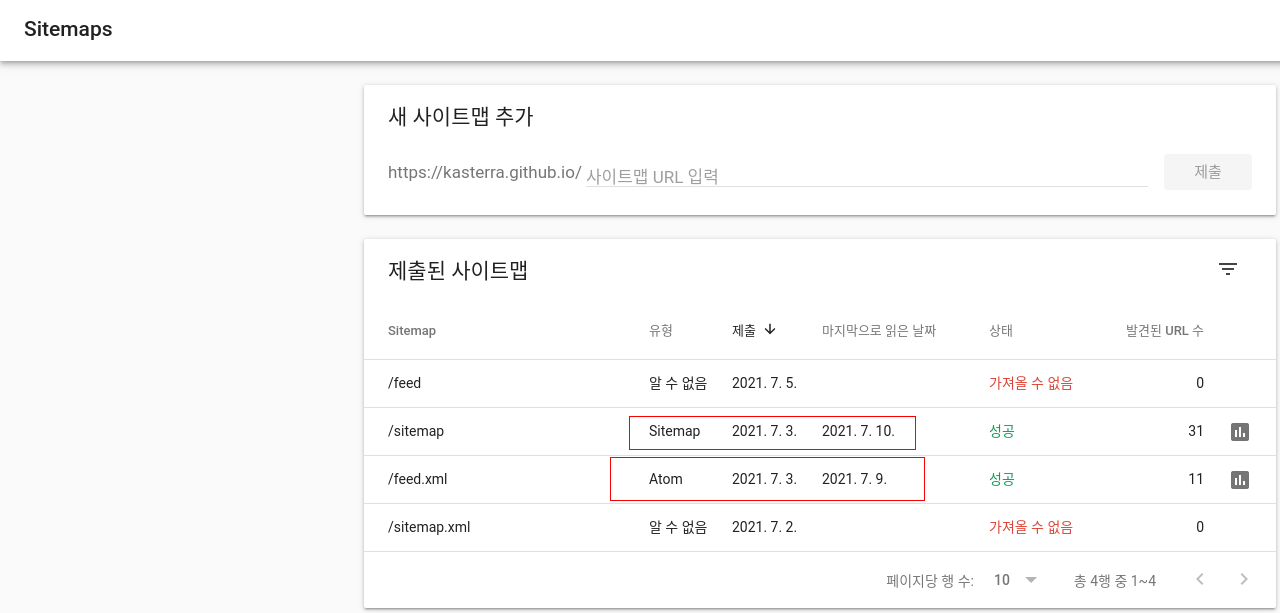 Sitemaps
새 사이트맵 추가
https://kasterra.github.io/ 사이트맵 URL 입력 제출
제출된 사이트맵
Sitemap 유형 제출 마지막으로 읽은 날짜 상태 발견된 URL 수
/feed 알 수 없음 2021. 7. 5. 가져올 수 없음 0
/sitemap Sitemap 2021. 7. 3. 2021. 7. 10. 성공 31
/feed.xml Atom 2021. 7. 3. 2021. 7. 9. 성공 11
/sitemap.xml 알 수 없음 2021. 7. 2. 가져올 수 없음 0
페이지당 행 수: 10 총 4행 중 1~4